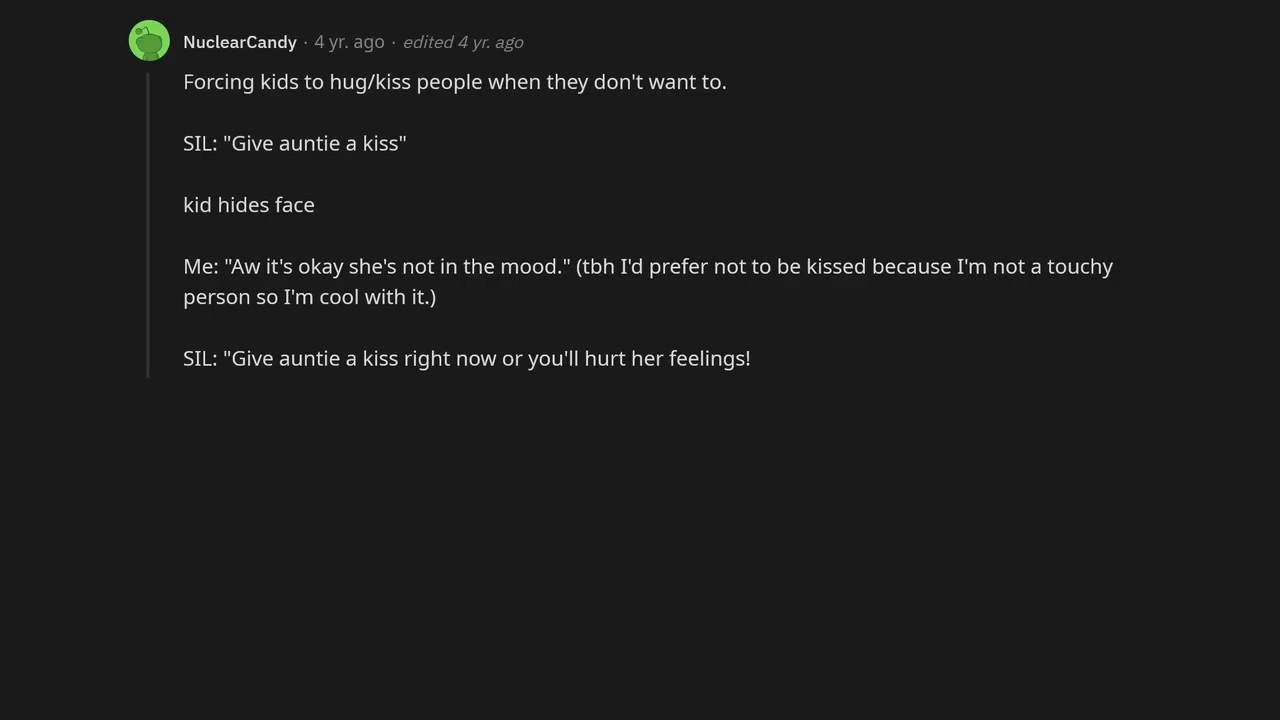 NuclearCandy · 4 yr. ago · edited 4 yr. ago
Forcing kids to hug/kiss people when they don't want to.
SIL: "Give auntie a kiss"
kid hides face
Me: "Aw it's okay she's not in the mood." (tbh I'd prefer not to be kissed because I'm not a touchy
person so I'm cool with it.)
SIL: "Give auntie a kiss right now or you'll hurt her feelings!